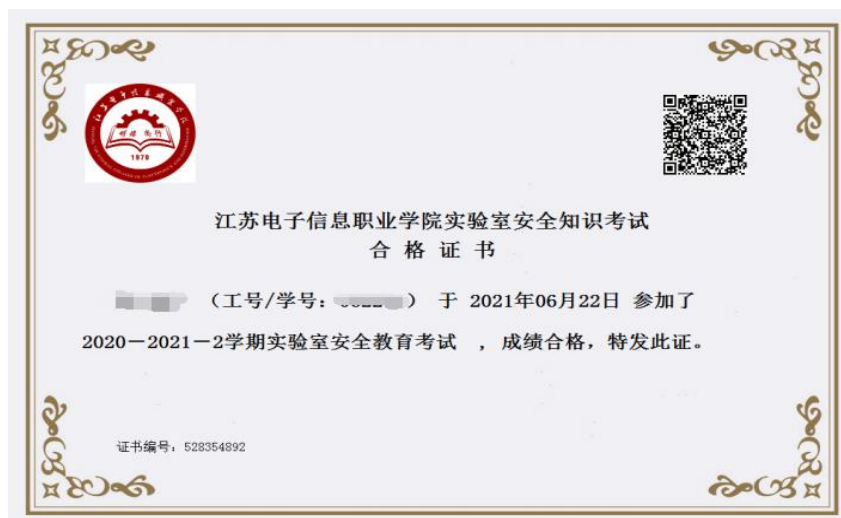 1978
江苏电子信息职业学院实验室安全知识考试
合 格 证 书
（工号/学号： ） 于 2021年06月22日 参加了
2020－2021－2学期实验室安全教育考试 ，成绩合格，特发此证。
证书编号：528354892